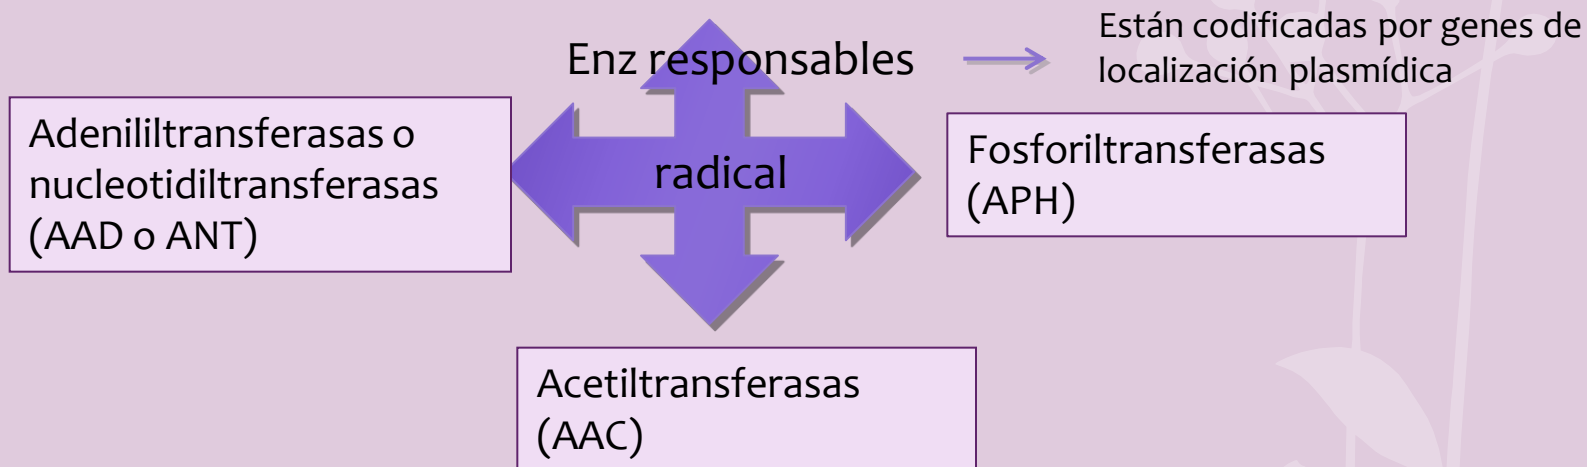 Enz responsables
Están codificadas por genes de
localización plasmídica
Adenililtransferasas o
nucleotidiltransferasas
(AAD o ANT)
radical
Fosforiltransferasas
(APH)
Acetiltransferasas
(AAC)